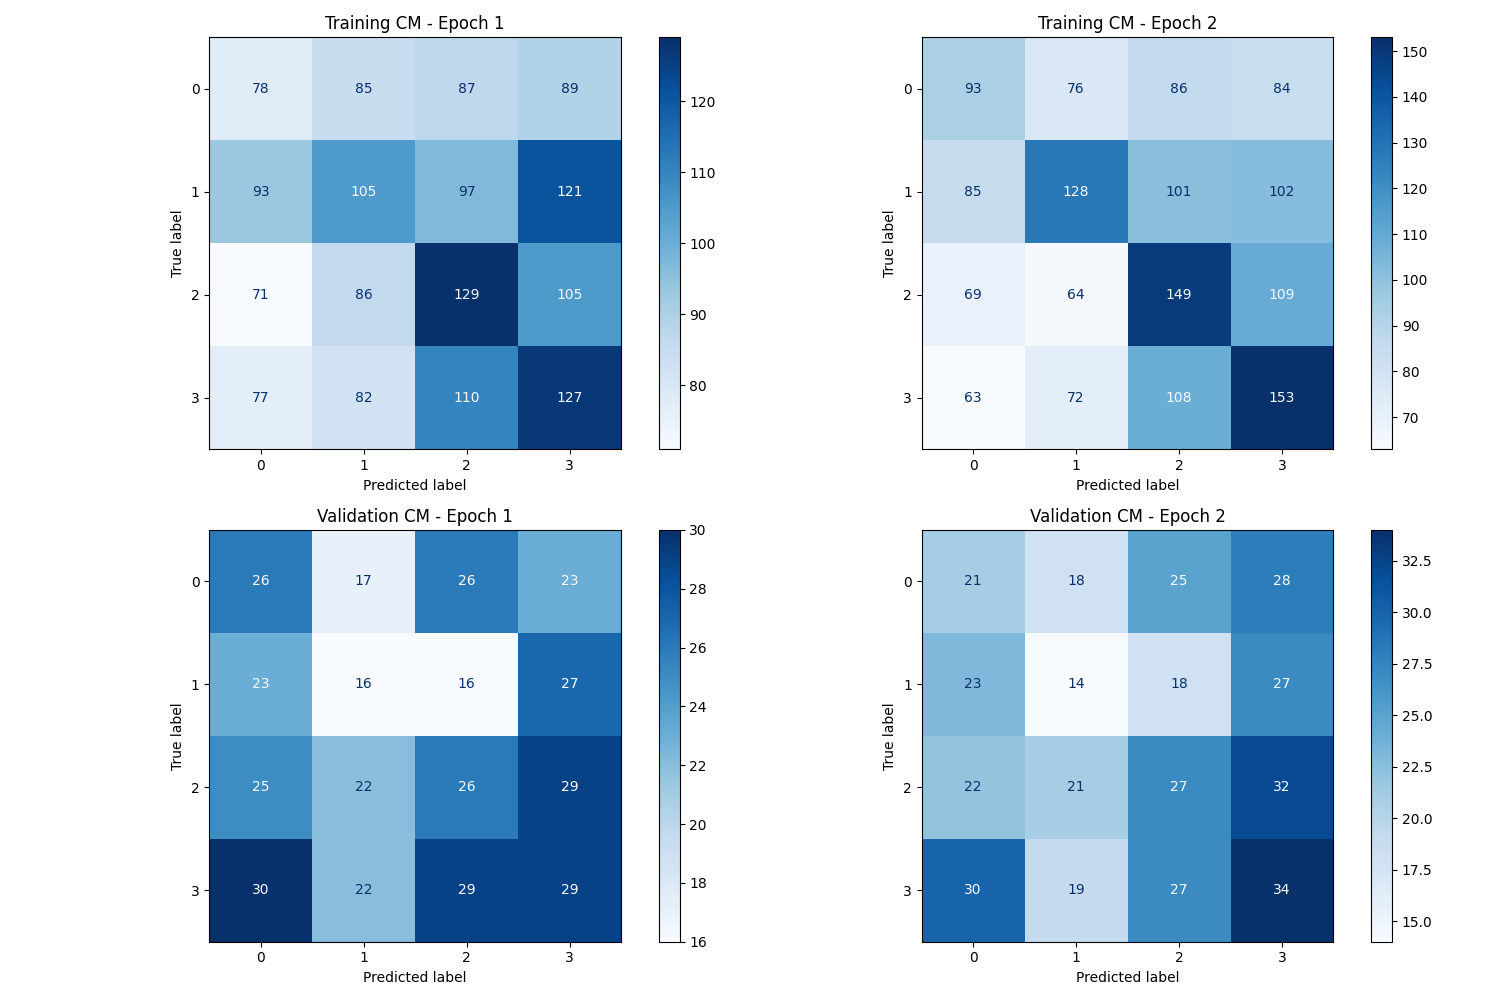 Training CM - Epoch 1
0 78 85 87 89
1 93 105 97 121
2 71 86 129 105
3 77 82 110 127
0 1 2 3
Predicted label
True label
120
110
100
90
80
Training CM - Epoch 2
0 93 76 86 84
1 85 128 101 102
2 69 64 149 109
3 63 72 108 153
0 1 2 3
Predicted label
True label
150
140
130
120
110
100
90
80
70
Validation CM - Epoch 1
0 26 17 26 23
1 23 16 16 27
2 25 22 26 29
3 30 22 29 29
0 1 2 3
Predicted label
True label
30
28
26
24
22
20
18
16
Validation CM - Epoch 2
0 21 18 25 28
1 23 14 18 27
2 22 21 27 32
3 30 19 27 34
0 1 2 3
Predicted label
True label
32.5
30.0
27.5
25.0
22.5
20.0
17.5
15.0